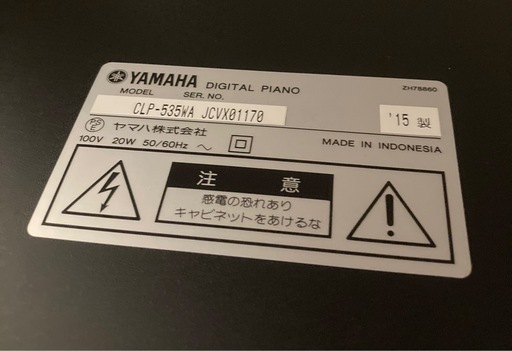 YAMAHA DIGITAL PIANO ZH78860
MODEL SER. NO.
CLP-535WA JCVX01170 '15 製
PSE ヤマハ株式会社
100V 20W 50/60Hz ～ MADE IN INDONESIA
注意
感電の恐れあり
キャビネットをあけるな